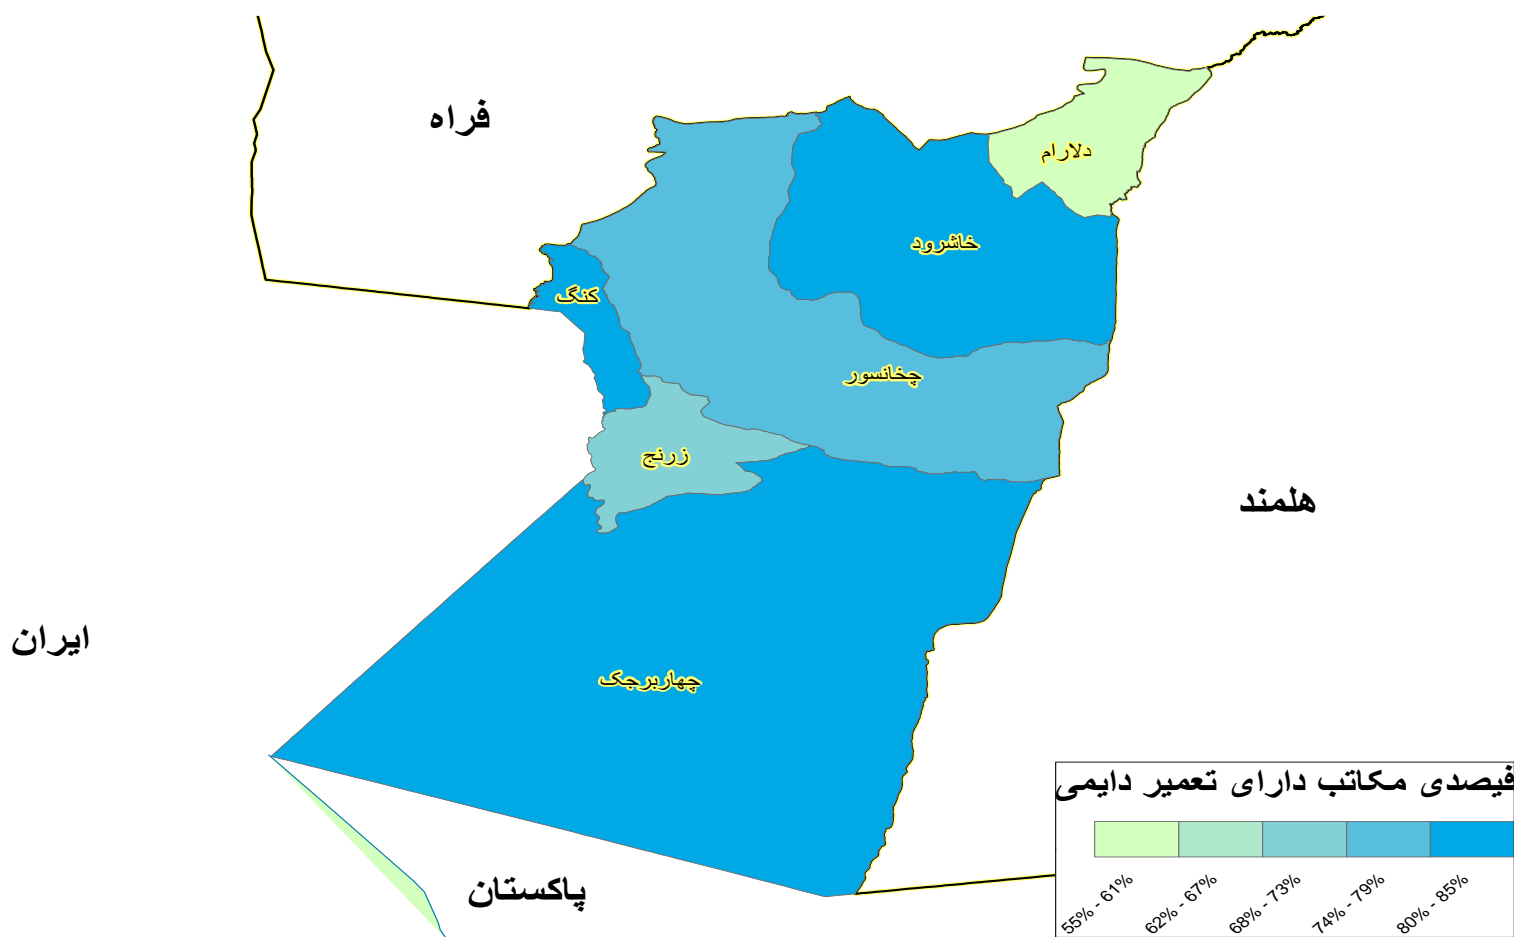 فراه
دلارام
خاشرود
کنگ
چخانسور
زرنج
هلمند
ایران
چهاربرجک
پاکستان
فیصدی مکاتب دارای تعمیر دایمی
55% - 61%
62% - 67%
68% - 73%
74% - 79%
80% - 85%